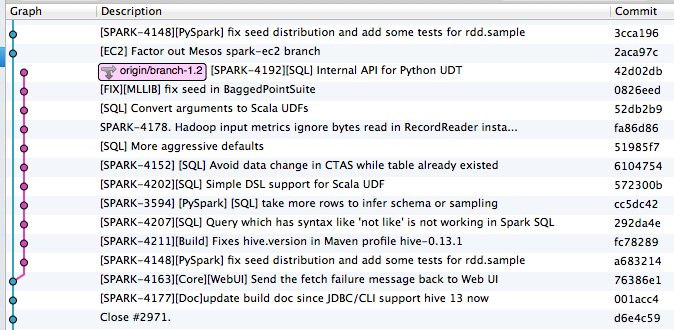 Graph Description Commit
[SPARK-4148][PySpark] fix seed distribution and add some tests for rdd.sample 3cca196
[EC2] Factor out Mesos spark-ec2 branch 2aca97c
origin/branch-1.2 [SPARK-4192][SQL] Internal API for Python UDT 42d02db
[FIX][MLLIB] fix seed in BaggedPointSuite 0826eed
[SQL] Convert arguments to Scala UDFs 52db2b9
SPARK-4178. Hadoop input metrics ignore bytes read in RecordReader insta... fa86d86
[SQL] More aggressive defaults 51985f7
[SPARK-4152] [SQL] Avoid data change in CTAS while table already existed 6104754
[SPARK-4202][SQL] Simple DSL support for Scala UDF 572300b
[SPARK-3594] [PySpark] [SQL] take more rows to infer schema or sampling cc5dc42
[SPARK-4207][SQL] Query which has syntax like 'not like' is not working in Spark SQL 292da4e
[SPARK-4211][Build] Fixes hive.version in Maven profile hive-0.13.1 fc78289
[SPARK-4148][PySpark] fix seed distribution and add some tests for rdd.sample a683214
[SPARK-4163][Core][WebUI] Send the fetch failure message back to Web UI 76386e1
[SPARK-4177][Doc]update build doc since JDBC/CLI support hive 13 now 001acc4
Close #2971. d6e4c59